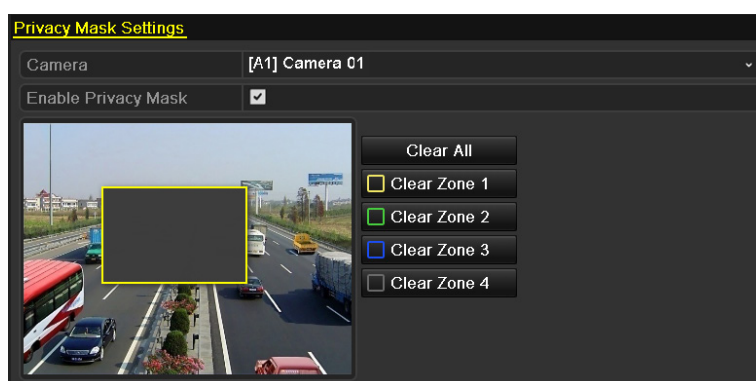 Privacy Mask Settings
Camera
[A1] Camera 01
Enable Privacy Mask
Clear All
Clear Zone 1
Clear Zone 2
Clear Zone 3
Clear Zone 4